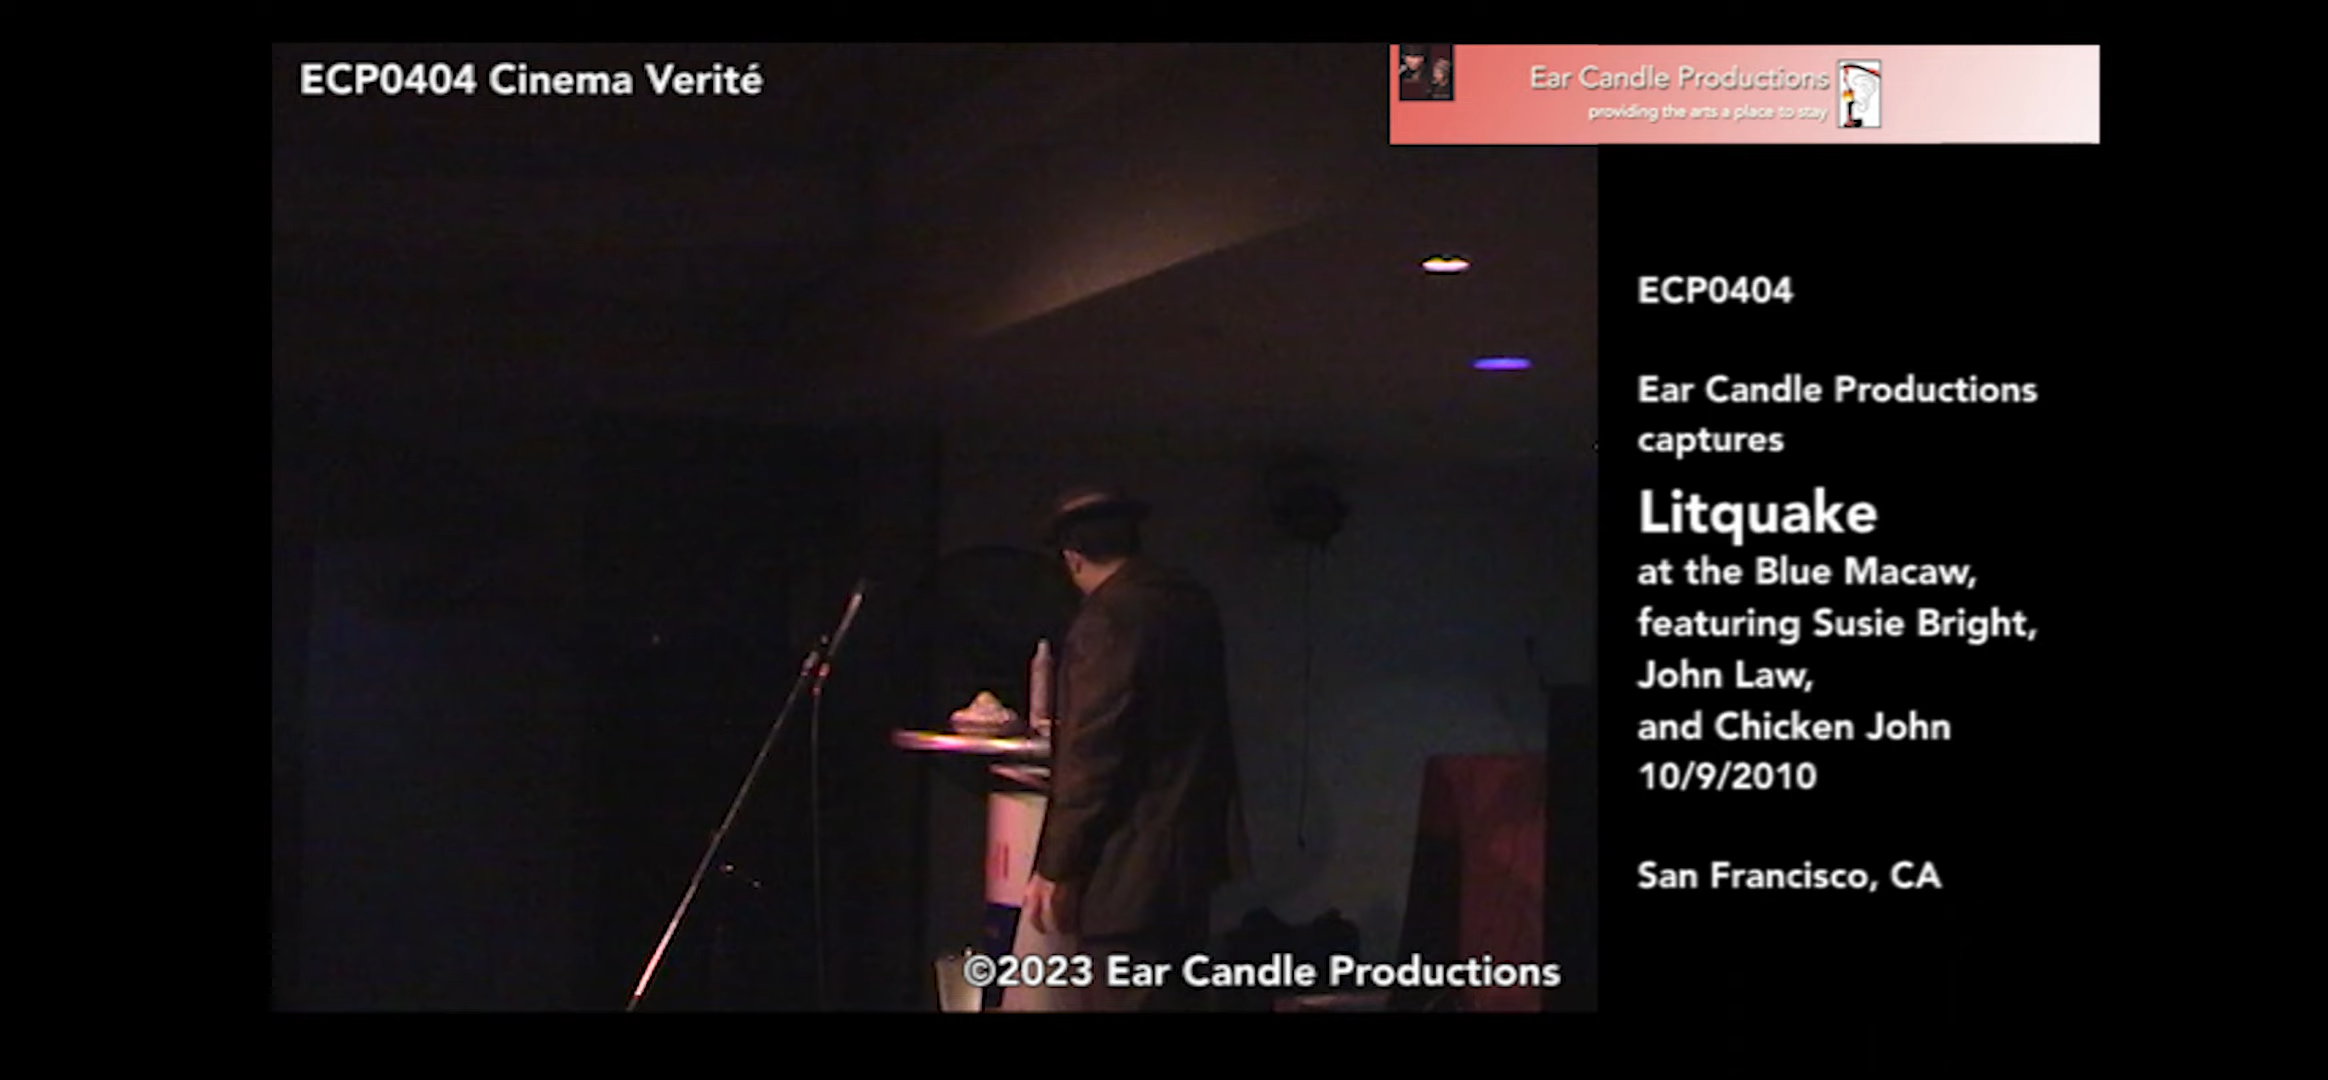 ECP0404 Cinema Verité
Ear Candle Productions
providing the arts a place to stay
ECP0404
Ear Candle Productions
captures
Litquake
at the Blue Macaw,
featuring Susie Bright,
John Law,
and Chicken John
10/9/2010
San Francisco, CA
©2023 Ear Candle Productions